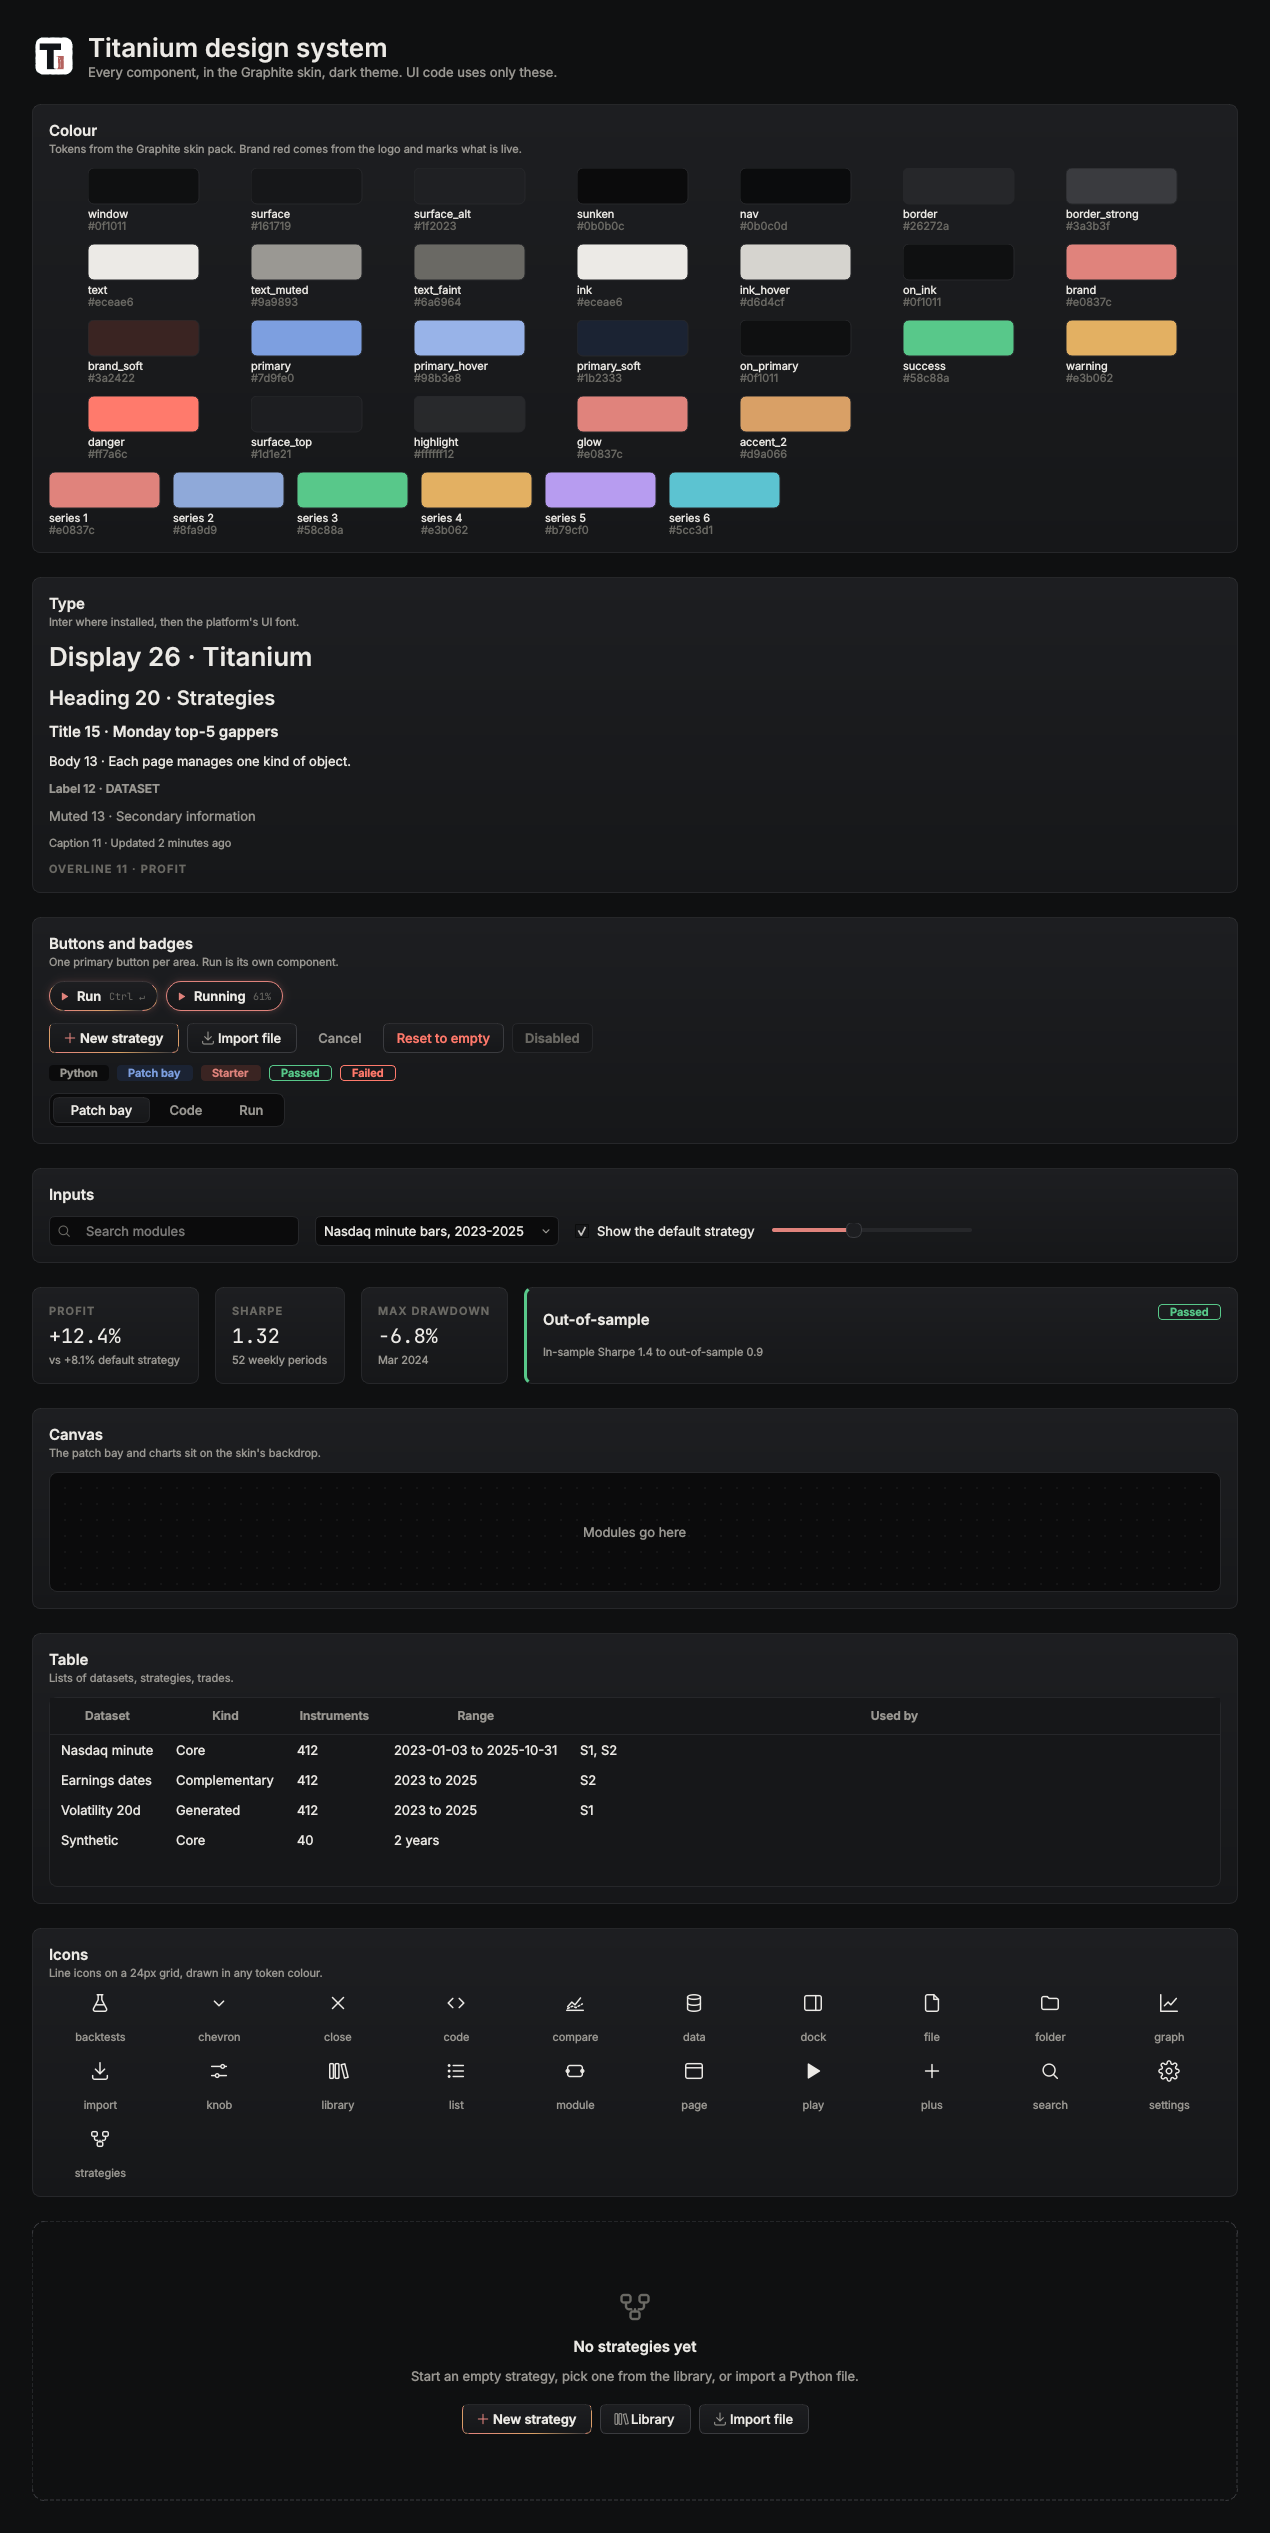 Titanium design system
Every component, in the Graphite skin, dark theme. UI code uses only these.
Colour
Tokens from the Graphite skin pack. Brand red comes from the logo and marks what is live.
window surface surface_alt sunken nav border border_strong
#0f1011 #161719 #1f2023 #0b0b0c #0b0c0d #26272a #3a3b3f
text text_muted text_faint ink ink_hover on_ink brand
#eceae6 #9a9893 #6a6964 #eceae6 #d6d4cf #0f1011 #e0837c
brand_soft primary primary_hover primary_soft on_primary success warning
#3a2422 #7d9fe0 #98b3e8 #1b2333 #0f1011 #58c88a #e3b062
danger surface_top highlight glow accent_2
#ff7a6c #1d1e21 #ffffff12 #e0837c #d9a066
series 1 series 2 series 3 series 4 series 5 series 6
#e0837c #8fa9d9 #58c88a #e3b062 #b79cf0 #5cc3d1
Type
Inter where installed, then the platform's UI font.
Display 26 · Titanium
Heading 20 · Strategies
Title 15 · Monday top-5 gappers
Body 13 · Each page manages one kind of object.
Label 12 · DATASET
Muted 13 · Secondary information
Caption 11 · Updated 2 minutes ago
OVERLINE 11 · PROFIT
Buttons and badges
One primary button per area. Run is its own component.
Run Ctrl ↵ Running 61%
New strategy Import file Cancel Reset to empty Disabled
Python Patch bay Starter Passed Failed
Patch bay Code Run
Inputs
Search modules Nasdaq minute bars, 2023-2025 Show the default strategy
PROFIT SHARPE MAX DRAWDOWN Out-of-sample Passed
+12.4% 1.32 -6.8%
vs +8.1% default strategy 52 weekly periods Mar 2024 In-sample Sharpe 1.4 to out-of-sample 0.9
Canvas
The patch bay and charts sit on the skin's backdrop.
Modules go here
Table
Lists of datasets, strategies, trades.
Dataset Kind Instruments Range Used by
Nasdaq minute Core 412 2023-01-03 to 2025-10-31 S1, S2
Earnings dates Complementary 412 2023 to 2025 S2
Volatility 20d Generated 412 2023 to 2025 S1
Synthetic Core 40 2 years
Icons
Line icons on a 24px grid, drawn in any token colour.
backtests chevron close code compare data dock file folder graph
import knob library list module page play plus search settings
strategies
No strategies yet
Start an empty strategy, pick one from the library, or import a Python file.
New strategy Library Import file